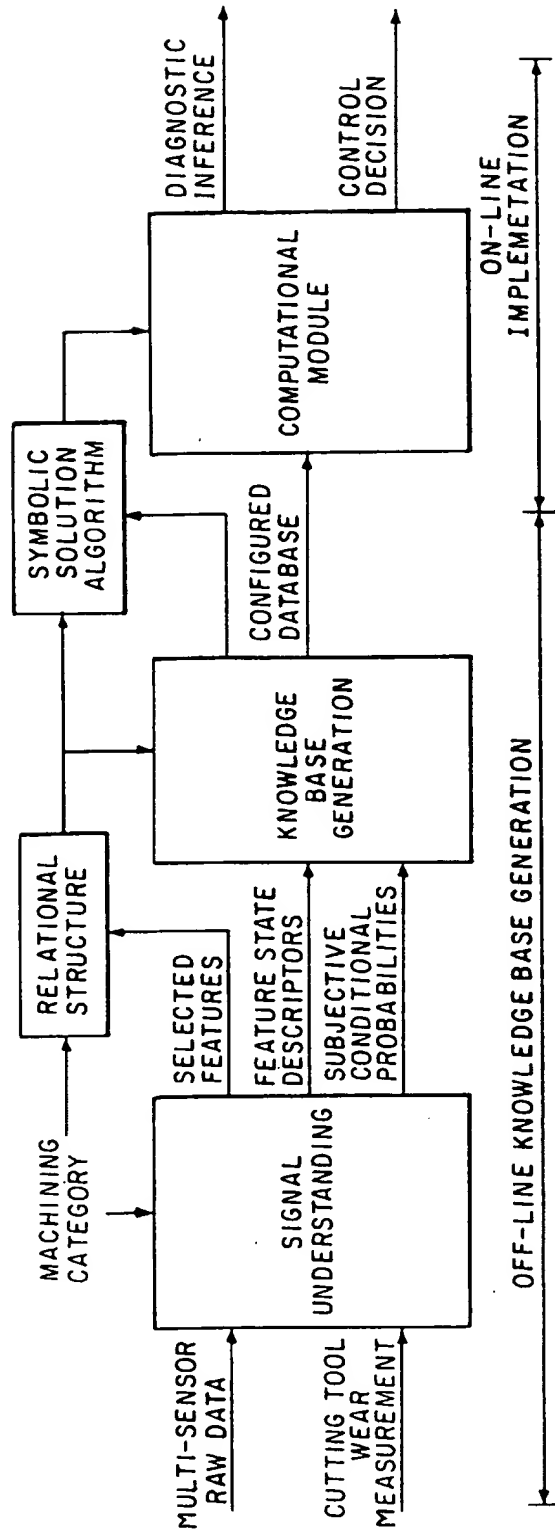 MACHINING
CATEGORY
RELATIONAL
STRUCTURE
SYMBOLIC
SOLUTION
ALGORITHM
MULTI-SENSOR
RAW DATA
CUTTING TOOL
WEAR
MEASUREMENT
SIGNAL
UNDERSTANDING
SELECTED
FEATURES
FEATURE STATE
DESCRIPTORS
SUBJECTIVE
CONDITIONAL
PROBABILITIES
KNOWLEDGE
BASE
GENERATION
CONFIGURED
DATABASE
COMPUTATIONAL
MODULE
DIAGNOSTIC
INFERENCE
CONTROL
DECISION
OFF-LINE KNOWLEDGE BASE GENERATION
ON-LINE
IMPLEMETATION